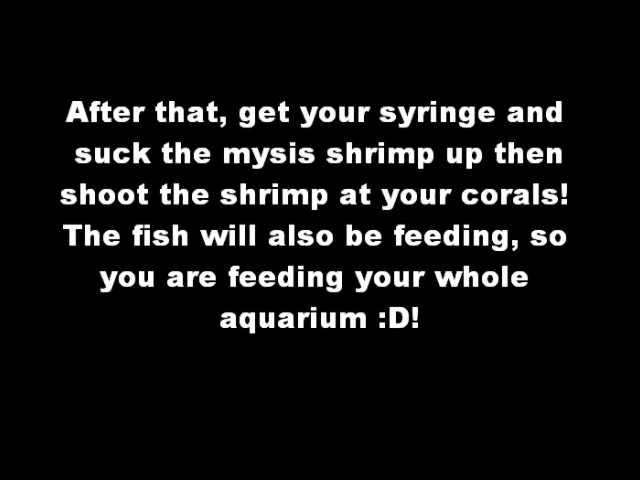 After that, get your syringe and
suck the mysis shrimp up then
shoot the shrimp at your corals!
The fish will also be feeding, so
you are feeding your whole
aquarium :D!